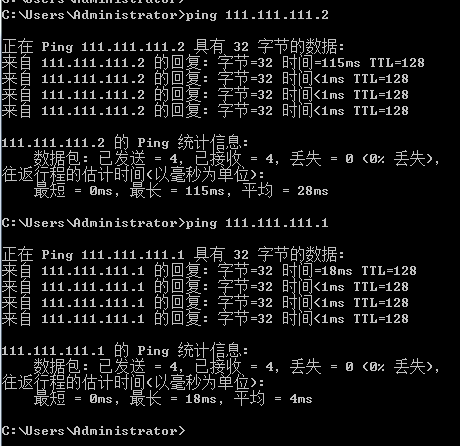 C:\Users\Administrator>ping 111.111.111.2
正在 Ping 111.111.111.2 具有 32 字节的数据:
来自 111.111.111.2 的回复: 字节=32 时间=115ms TTL=128
来自 111.111.111.2 的回复: 字节=32 时间<1ms TTL=128
来自 111.111.111.2 的回复: 字节=32 时间<1ms TTL=128
来自 111.111.111.2 的回复: 字节=32 时间<1ms TTL=128
111.111.111.2 的 Ping 统计信息:
数据包: 已发送 = 4, 已接收 = 4, 丢失 = 0 (0% 丢失),
往返行程的估计时间(以毫秒为单位):
最短 = 0ms, 最长 = 115ms, 平均 = 28ms
C:\Users\Administrator>ping 111.111.111.1
正在 Ping 111.111.111.1 具有 32 字节的数据:
来自 111.111.111.1 的回复: 字节=32 时间=18ms TTL=128
来自 111.111.111.1 的回复: 字节=32 时间<1ms TTL=128
来自 111.111.111.1 的回复: 字节=32 时间<1ms TTL=128
来自 111.111.111.1 的回复: 字节=32 时间<1ms TTL=128
111.111.111.1 的 Ping 统计信息:
数据包: 已发送 = 4, 已接收 = 4, 丢失 = 0 (0% 丢失),
往返行程的估计时间(以毫秒为单位):
最短 = 0ms, 最长 = 18ms, 平均 = 4ms
C:\Users\Administrator>